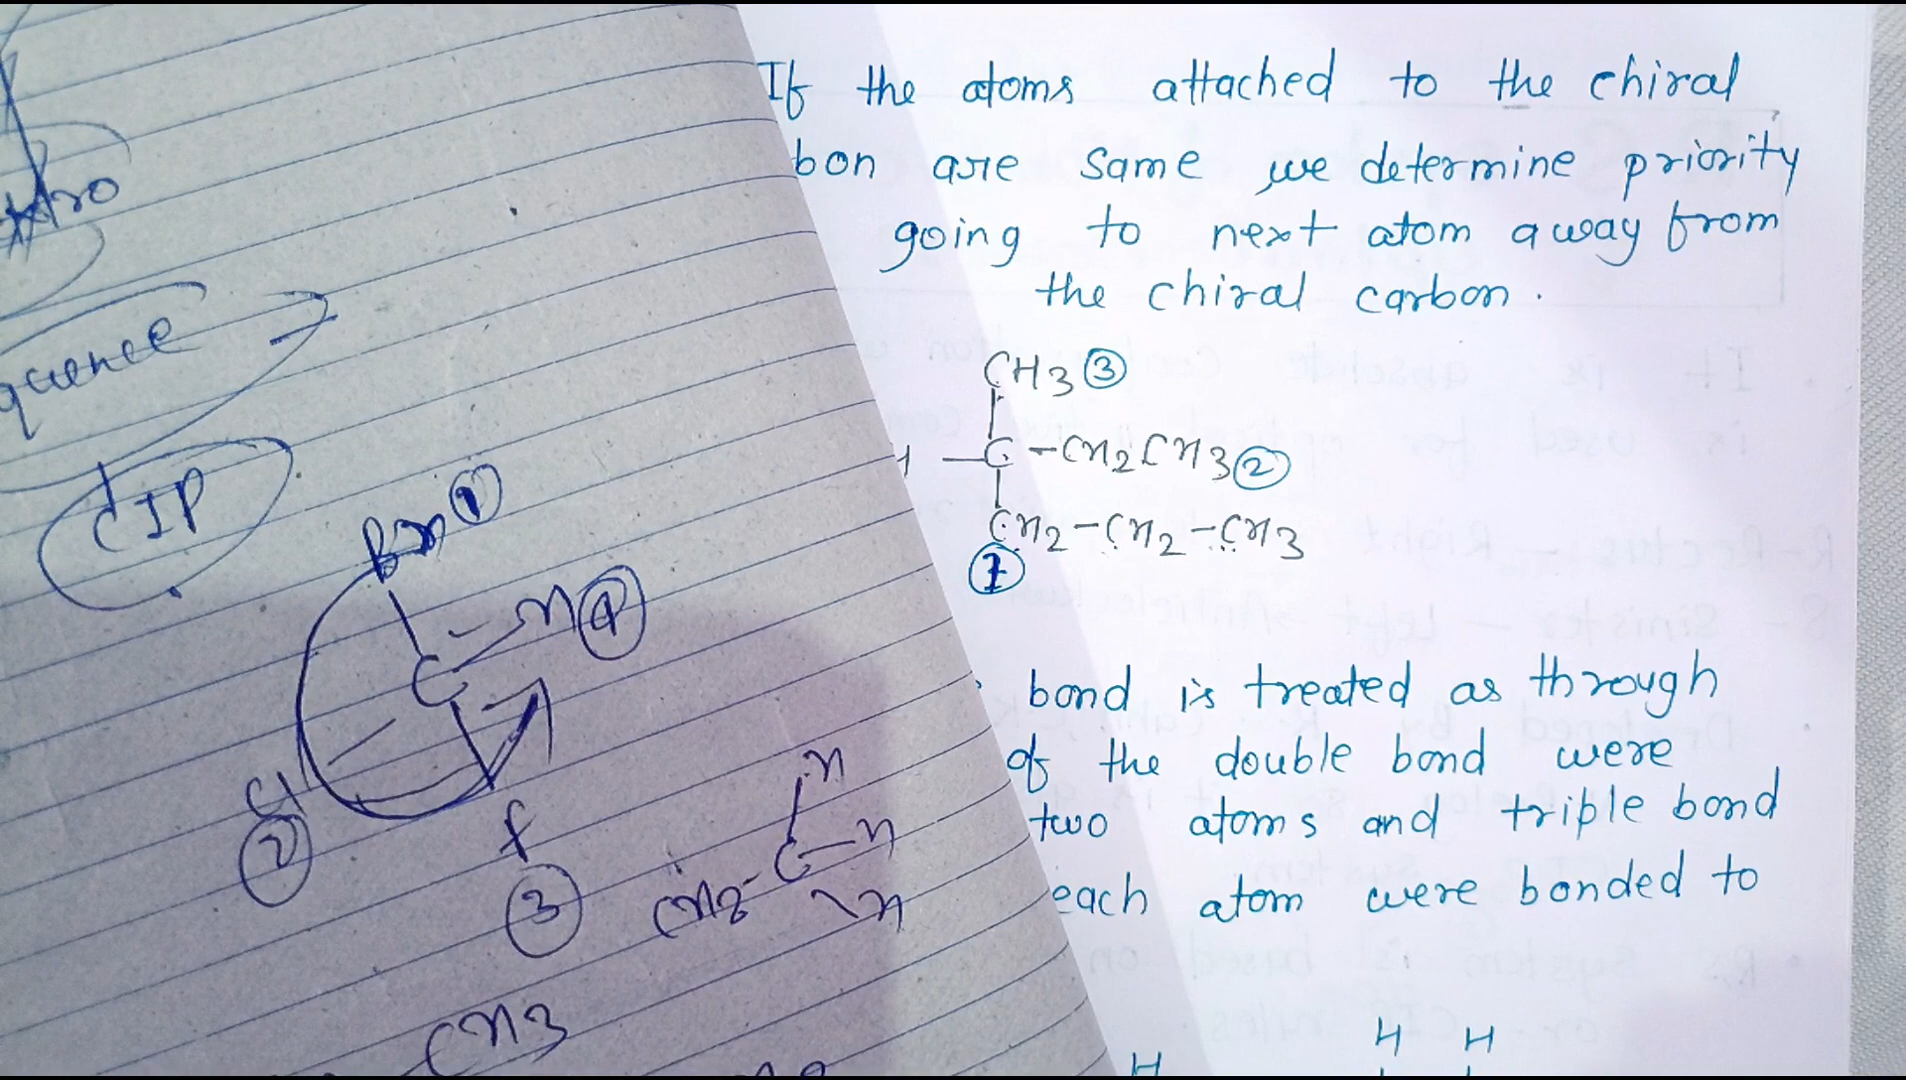 If the atoms attached to the chiral
bon are same we determine priority
going to next atom away from
the chiral carbon.
CH3 ③
C-CH2CH3 ②
CH2-CH2-CH3
①
bond is treated as through
of the double bond were
two atoms and triple bond
each atom were bonded to
H H
H
quence
CIP
Br ①
H ④
C
Cl
②
F
③
H
C-H
CH3
H
CH3